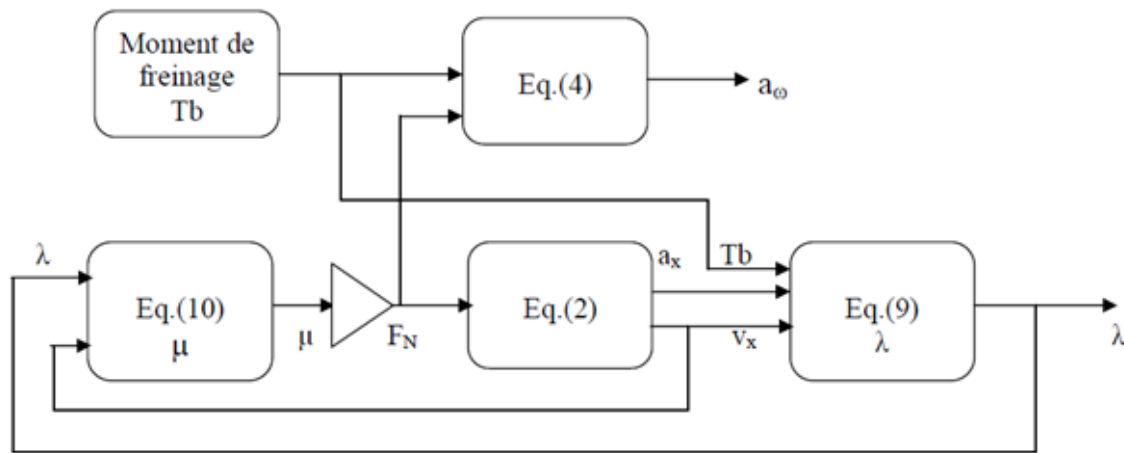 Moment de
freinage
Tb
Eq.(4)
aω
λ
Eq.(10)
μ
μ
FN
Eq.(2)
ax
Tb
vx
Eq.(9)
λ
λ